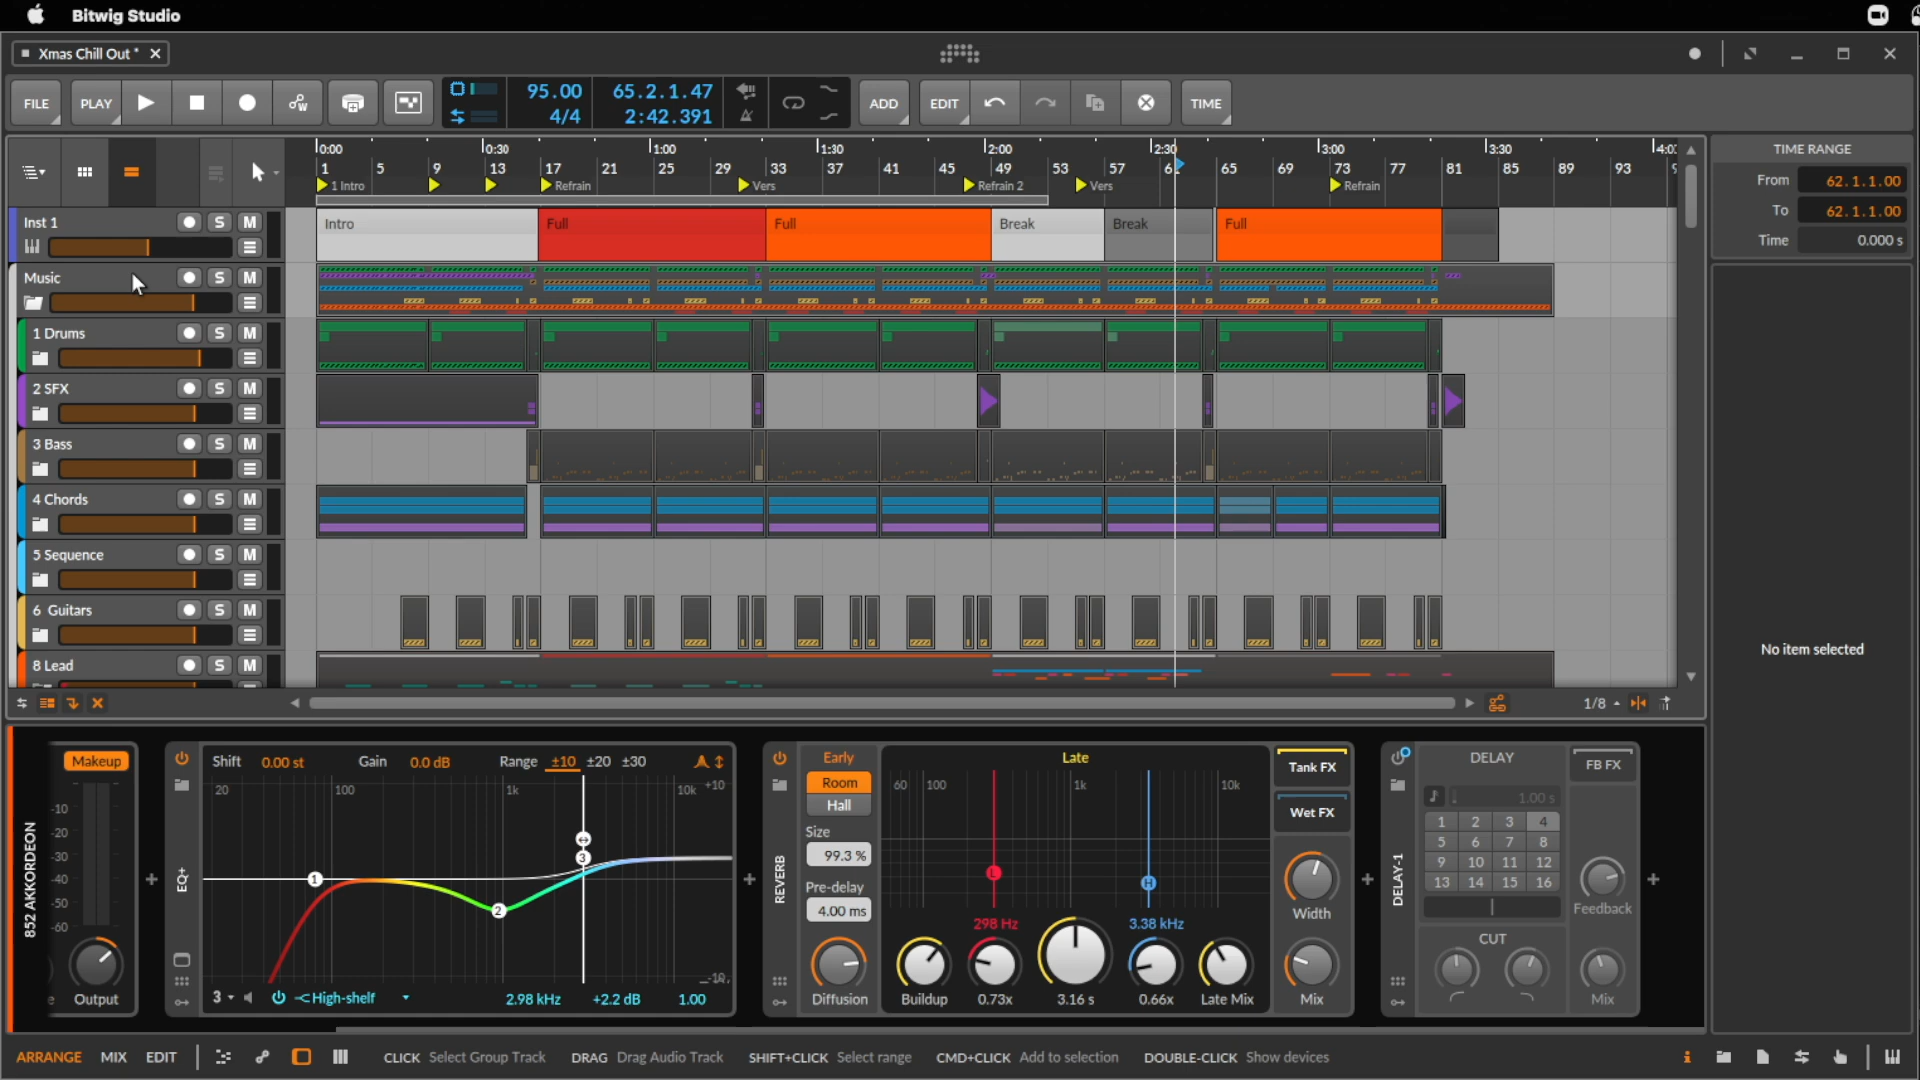 Bitwig Studio
Xmas Chill Out *
FILE PLAY 95.00 65.2.1.47 ADD EDIT TIME
4/4 2:42.391
0:00 0:30 1:00 1:30 2:00 2:30 3:00 3:30
1 5 9 13 17 21 25 29 33 37 41 45 49 53 57 65 69 73 77 81 85 89 93
1 Intro Refrain Vers Refrain 2 Vers Refrain
TIME RANGE
From 62.1.1.00
To 62.1.1.00
Time 0.000 s
No item selected
Inst 1 S M
Intro Full Full Break Break Full
Music S M
1 Drums S M
2 SFX S M
3 Bass S M
4 Chords S M
5 Sequence S M
6 Guitars S M
8 Lead S M
1/8
852 AKKORDEON
Makeup
-10
-20
-30
-40
-50
-60
e Output
EQ+
Shift 0.00 st Gain 0.0 dB Range ±10 ±20 ±30
20 100 1k 10k +10
1 2 3
-10
3 High-shelf 2.98 kHz +2.2 dB 1.00
REVERB
Early
Room
Hall
Size
99.3 %
Pre-delay
4.00 ms
Diffusion
Late
60 100 1k 10k
L H
298 Hz 3.38 kHz
Buildup 0.73x 3.16 s 0.66x Late Mix
Tank FX
Wet FX
Width
Mix
DELAY-1
DELAY
1.00 s
1 2 3 4
5 6 7 8
9 10 11 12
13 14 15 16
CUT
FB FX
Feedback
Mix
ARRANGE MIX EDIT CLICK Select Group Track DRAG Drag Audio Track SHIFT+CLICK Select range CMD+CLICK Add to selection DOUBLE-CLICK Show devices